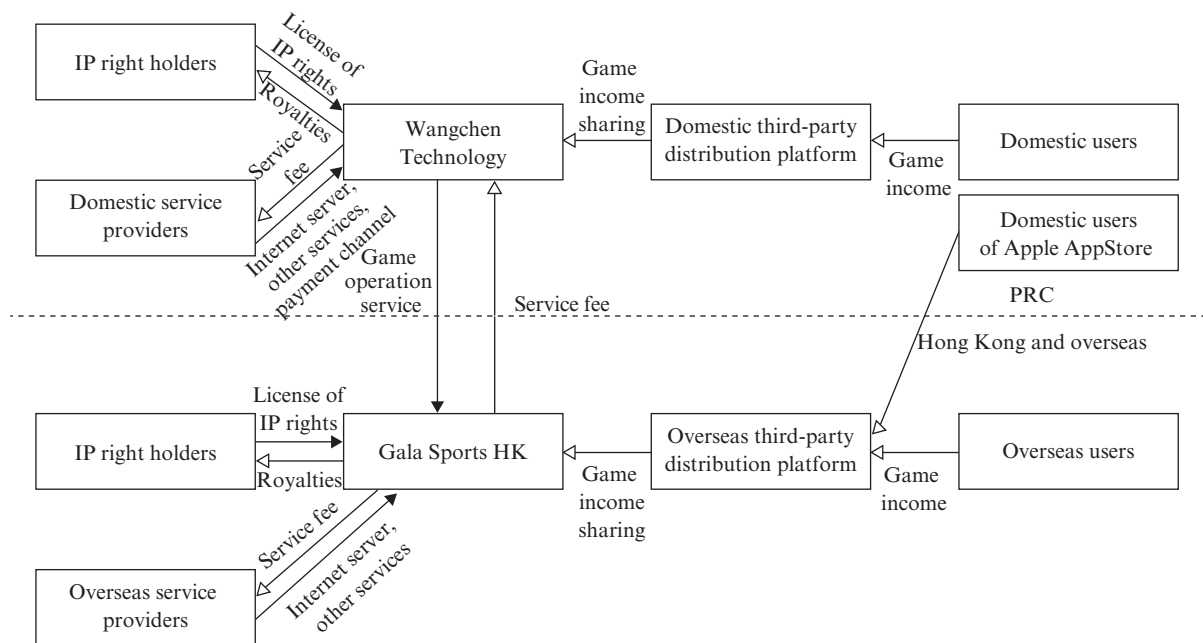 IP right holders
License of
IP rights
Royalties
Service
fee
Domestic service
providers
Internet server,
other services,
payment channel
Wangchen
Technology
Game
income
sharing
Domestic third-party
distribution platform
Game
income
Domestic users
Domestic users
of Apple AppStore
Game
operation
service
Service fee
PRC
Hong Kong and overseas
IP right holders
License of
IP rights
Royalties
Gala Sports HK
Game
income
sharing
Overseas third-party
distribution platform
Game
income
Overseas users
Service fee
Internet server,
other services
Overseas service
providers